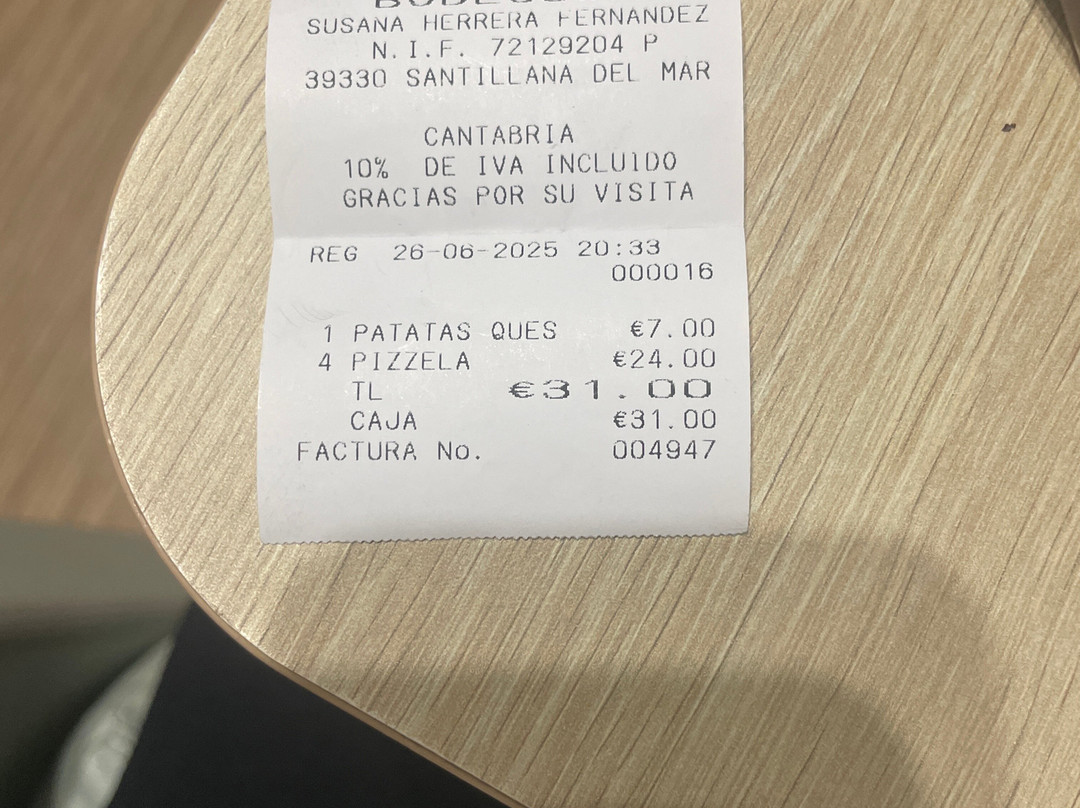 SUSANA HERRERA FERNANDEZ
N.I.F. 72129204 P
39330 SANTILLANA DEL MAR
CANTABRIA
10% DE IVA INCLUIDO
GRACIAS POR SU VISITA
REG 26-06-2025 20:33
000016
1 PATATAS QUES €7.00
4 PIZZELA €24.00
TL €31.00
CAJA €31.00
FACTURA No. 004947